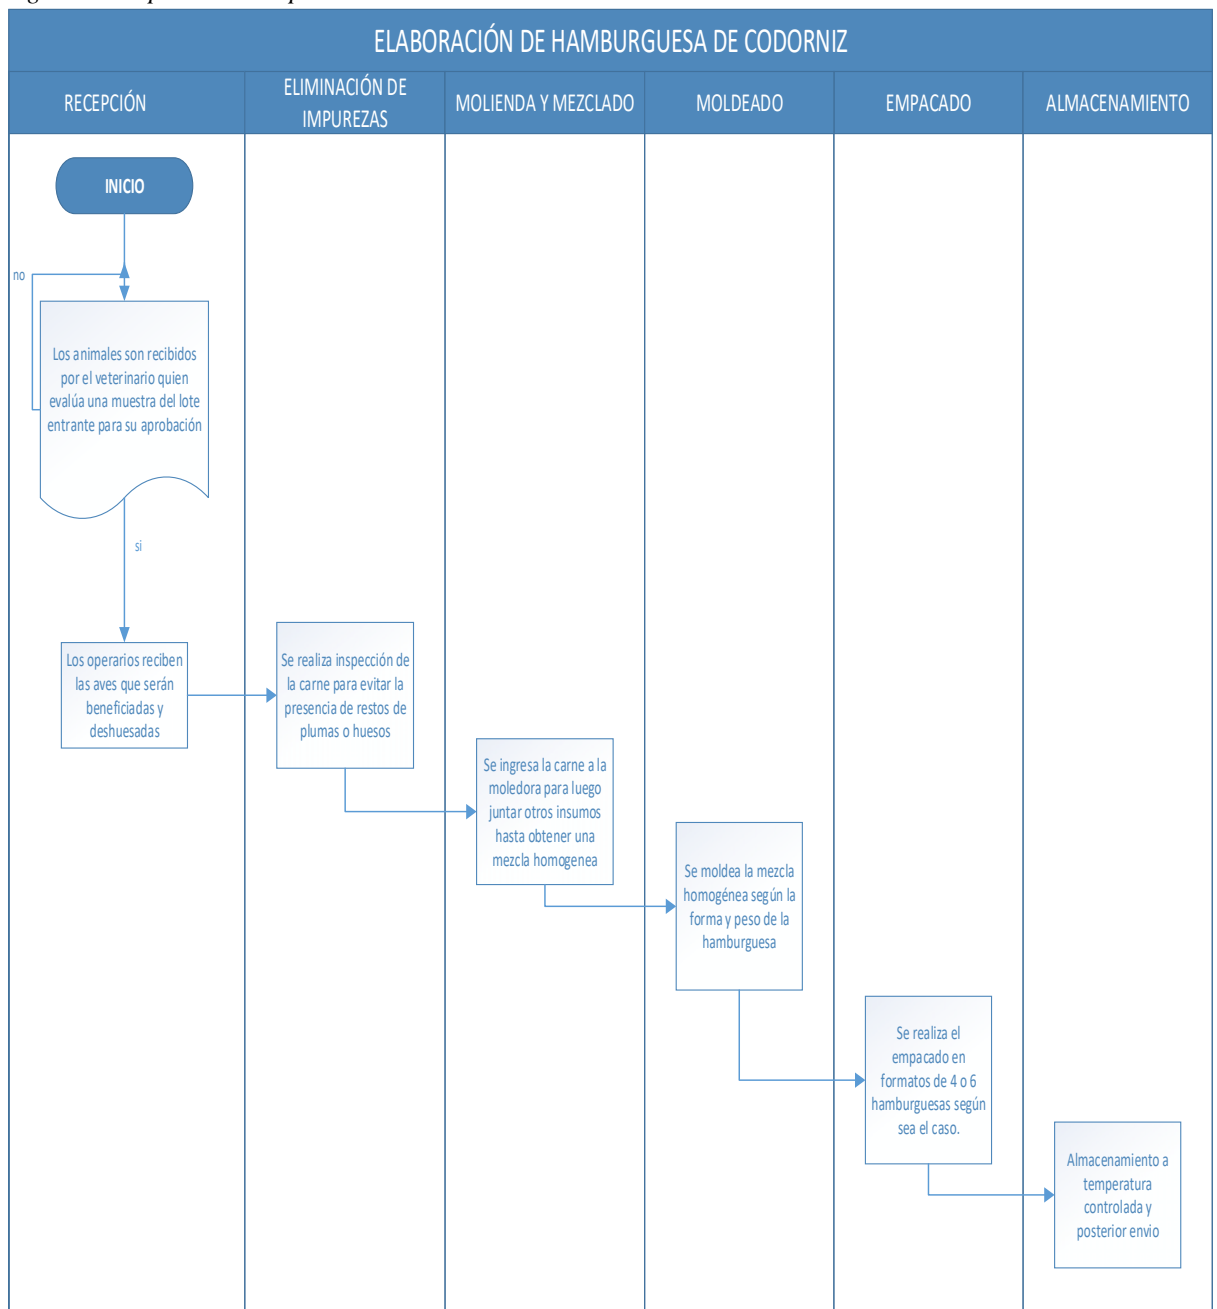 ELABORACIÓN DE HAMBURGUESA DE CODORNIZ
RECEPCIÓN
ELIMINACIÓN DE
IMPUREZAS
MOLIENDA Y MEZCLADO
MOLDEADO
EMPACADO
ALMACENAMIENTO
INICIO
no
Los animales son recibidos
por el veterinario quien
evalúa una muestra del lote
entrante para su aprobación
si
Los operarios reciben
las aves que serán
beneficiadas y
deshuesadas
Se realiza inspección de
la carne para evitar la
presencia de restos de
plumas o huesos
Se ingresa la carne a la
moledora para luego
juntar otros insumos
hasta obtener una
mezcla homogenea
Se moldea la mezcla
homogénea según la
forma y peso de la
hamburguesa
Se realiza el
empacado en
formatos de 4 o 6
hamburguesas según
sea el caso.
Almacenamiento a
temperatura
controlada y
posterior envio